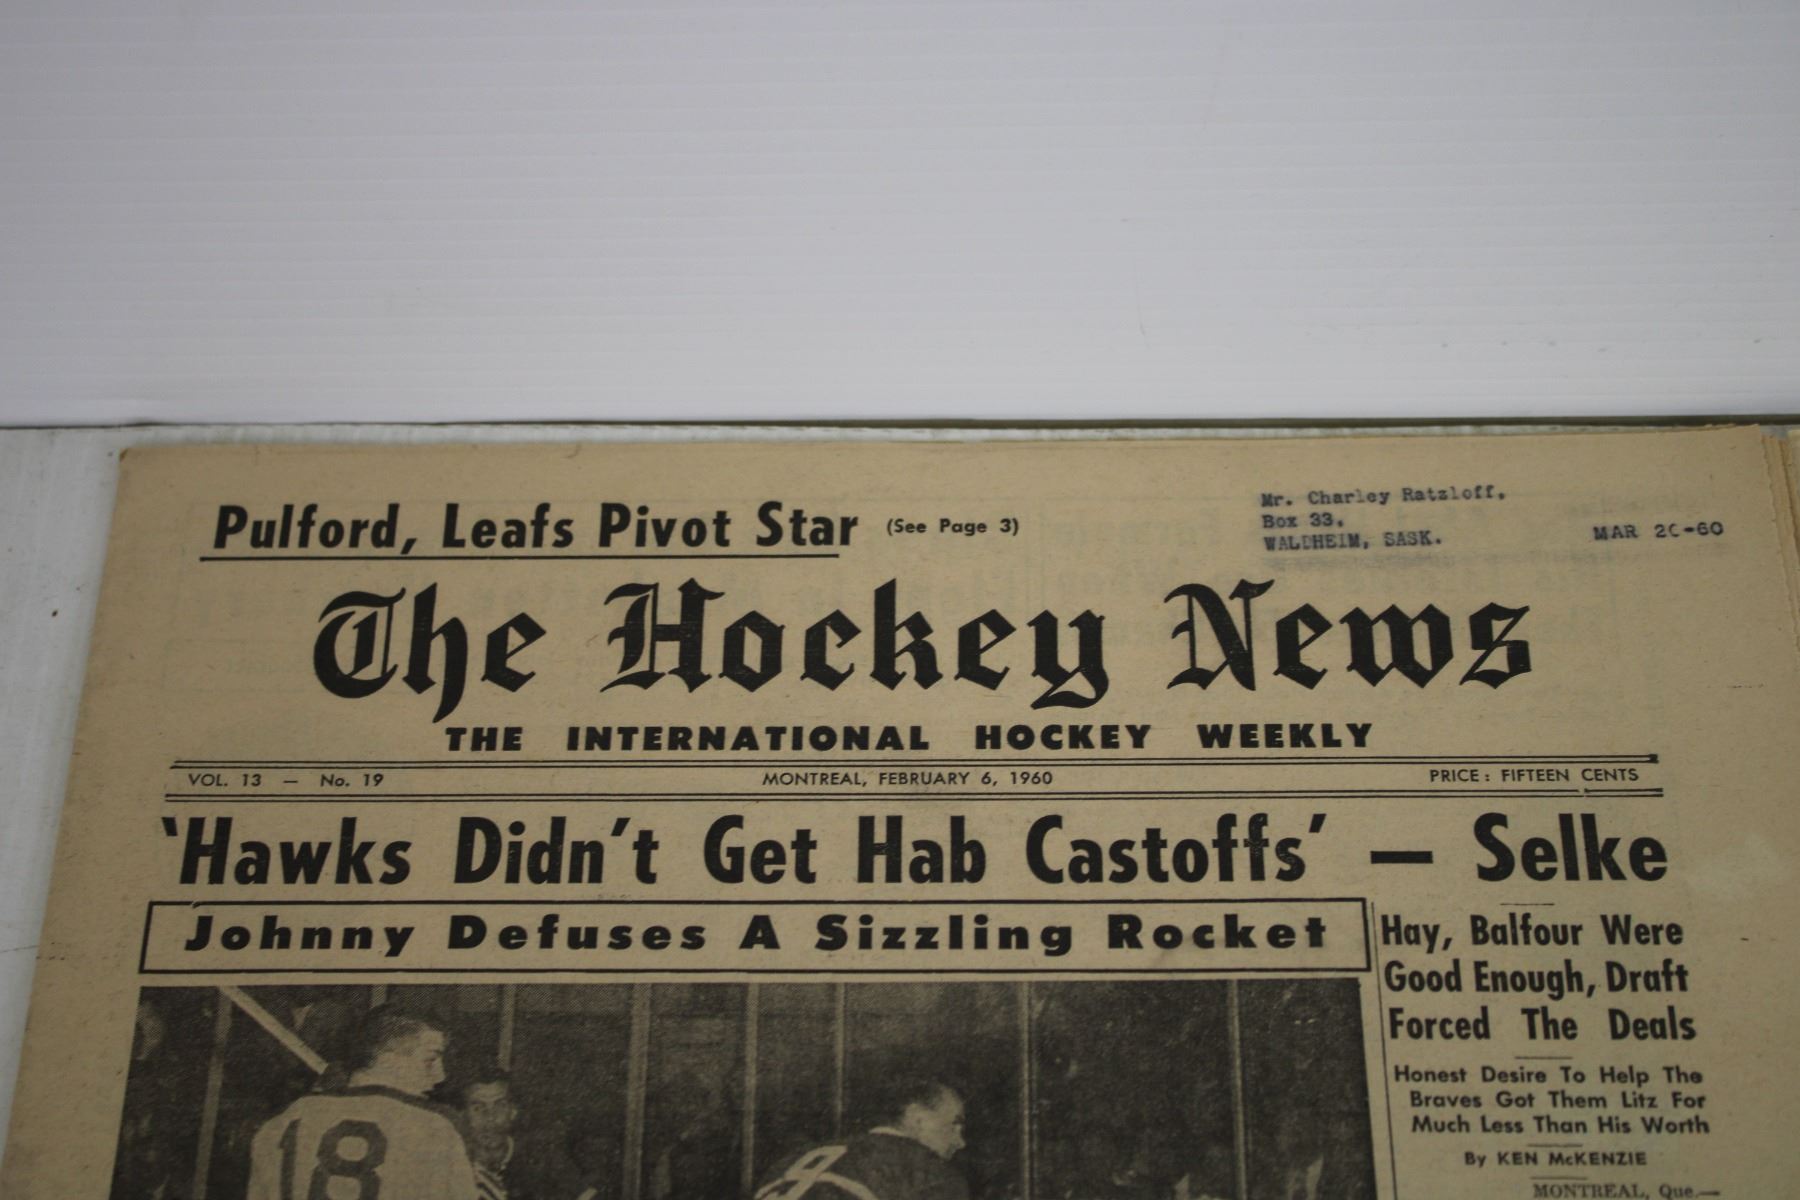 Pulford, Leafs Pivot Star (See Page 3)
Mr. Charley Ratzloff,
Box 33,
WALDHEIM, SASK.
MAR 20-60
The Hockey News
THE INTERNATIONAL HOCKEY WEEKLY
VOL. 13 — No. 19
MONTREAL, FEBRUARY 6, 1960
PRICE: FIFTEEN CENTS
'Hawks Didn't Get Hab Castoffs' — Selke
Johnny Defuses A Sizzling Rocket
Hay, Balfour Were
Good Enough, Draft
Forced The Deals
Honest Desire To Help The
Braves Got Them Litz For
Much Less Than His Worth
By KEN McKENZIE
MONTREAL, Que.—
18